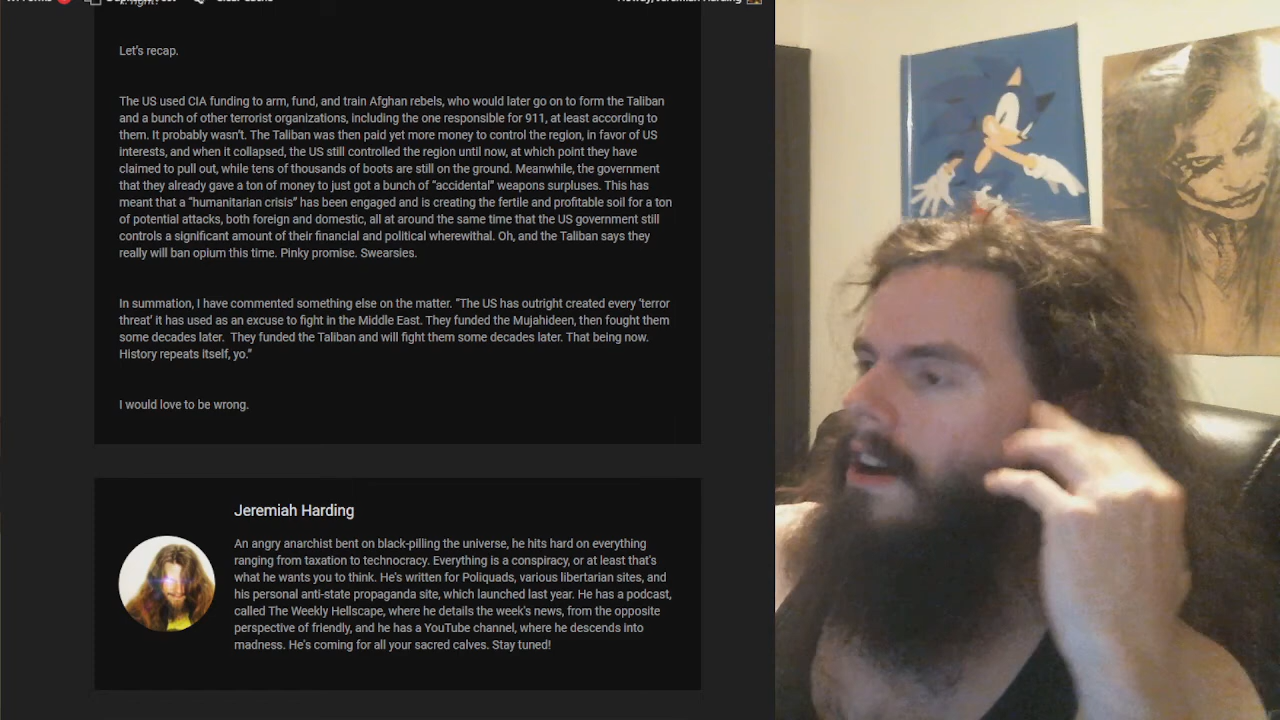 Let's recap.
The US used CIA funding to arm, fund, and train Afghan rebels, who would later go on to form the Taliban
and a bunch of other terrorist organizations, including the one responsible for 911, at least according to
them. It probably wasn't. The Taliban was then paid yet more money to control the region, in favor of US
interests, and when it collapsed, the US still controlled the region until now, at which point they have
claimed to pull out, while tens of thousands of boots are still on the ground. Meanwhile, the government
that they already gave a ton of money to just got a bunch of “accidental” weapons surpluses. This has
meant that a “humanitarian crisis” has been engaged and is creating the fertile and profitable soil for a ton
of potential attacks, both foreign and domestic, all at around the same time that the US government still
controls a significant amount of their financial and political wherewithal. Oh, and the Taliban says they
really will ban opium this time. Pinky promise. Swearsies.
In summation, I have commented something else on the matter. “The US has outright created every ‘terror
threat’ it has used as an excuse to fight in the Middle East. They funded the Mujahideen, then fought them
some decades later.  They funded the Taliban and will fight them some decades later. That being now.
History repeats itself, yo.”
I would love to be wrong.
Jeremiah Harding
An angry anarchist bent on black-pilling the universe, he hits hard on everything
ranging from taxation to technocracy. Everything is a conspiracy, or at least that's
what he wants you to think. He's written for Poliquads, various libertarian sites, and
his personal anti-state propaganda site, which launched last year. He has a podcast,
called The Weekly Hellscape, where he details the week's news, from the opposite
perspective of friendly, and he has a YouTube channel, where he descends into
madness. He's coming for all your sacred calves. Stay tuned!